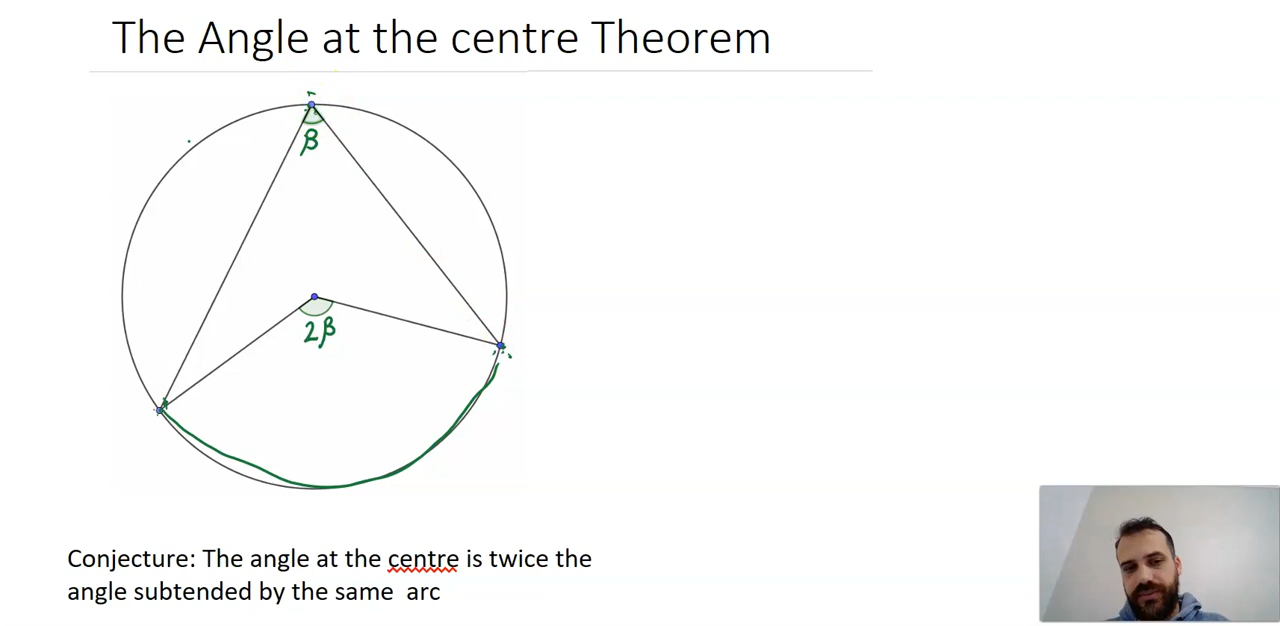 The Angle at the centre Theorem
β
2β
Conjecture: The angle at the centre is twice the
angle subtended by the same arc